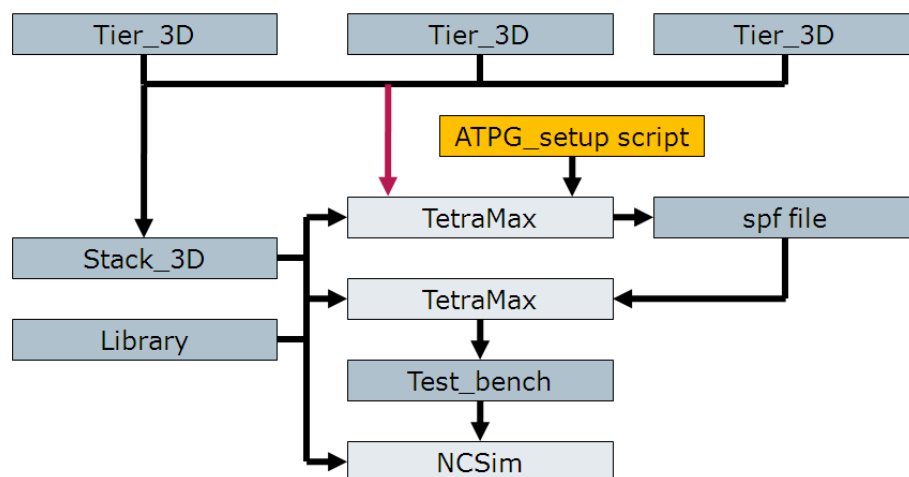 Tier_3D
Tier_3D
Tier_3D
ATPG_setup script
TetraMax
spf file
Stack_3D
TetraMax
Library
Test_bench
NCSim